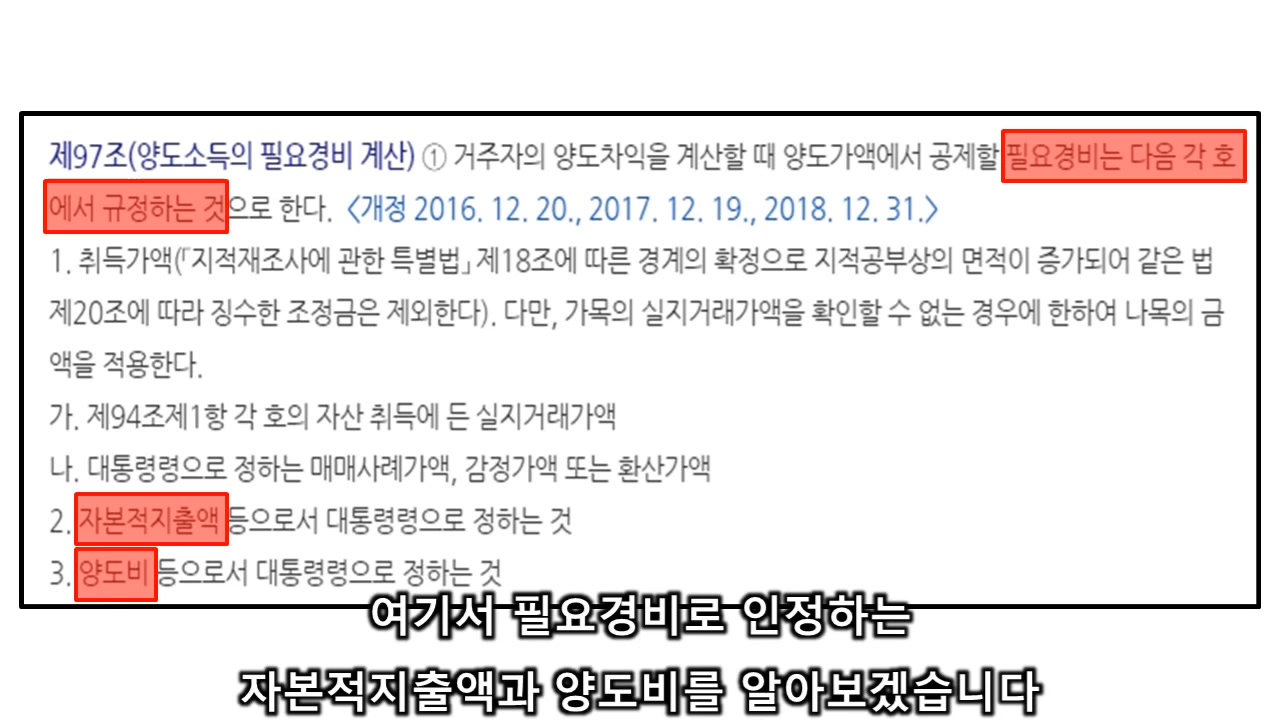 제97조(양도소득의 필요경비 계산) ① 거주자의 양도차익을 계산할 때 양도가액에서 공제할 필요경비는 다음 각 호
에서 규정하는 것으로 한다. 〈개정 2016. 12. 20., 2017. 12. 19., 2018. 12. 31.〉
1. 취득가액(「지적재조사에 관한 특별법」 제18조에 따른 경계의 확정으로 지적공부상의 면적이 증가되어 같은 법
제20조에 따라 징수한 조정금은 제외한다). 다만, 가목의 실지거래가액을 확인할 수 없는 경우에 한하여 나목의 금
액을 적용한다.
가. 제94조제1항 각 호의 자산 취득에 든 실지거래가액
나. 대통령령으로 정하는 매매사례가액, 감정가액 또는 환산가액
2. 자본적지출액 등으로서 대통령령으로 정하는 것
3. 양도비 등으로서 대통령령으로 정하는 것
여기서 필요경비로 인정하는
자본적지출액과 양도비를 알아보겠습니다